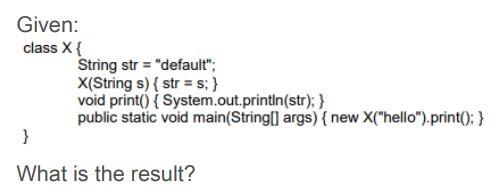 Given:
class X {
String str = "default";
X(String s) { str = s; }
void print() { System.out.println(str); }
public static void main(String[] args) { new X("hello").print(); }
}
What is the result?